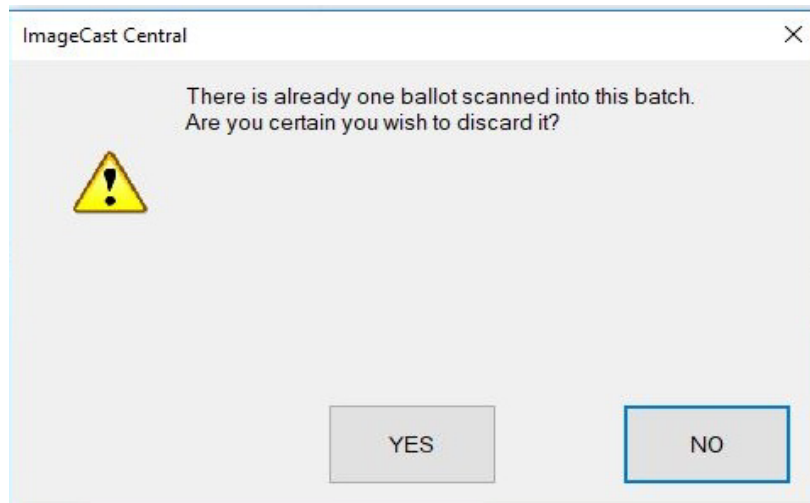 ImageCast Central
There is already one ballot scanned into this batch.
Are you certain you wish to discard it?
YES
NO